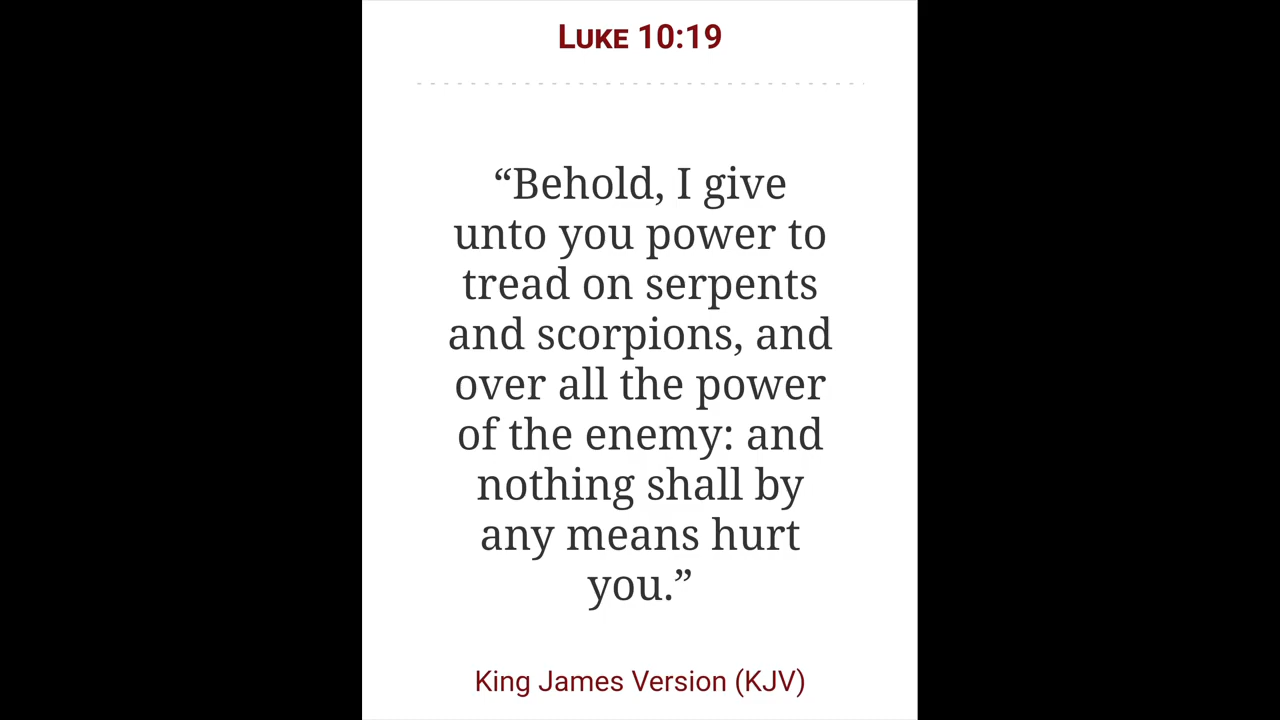 Luke 10:19
“Behold, I give
unto you power to
tread on serpents
and scorpions, and
over all the power
of the enemy: and
nothing shall by
any means hurt
you.”
King James Version (KJV)